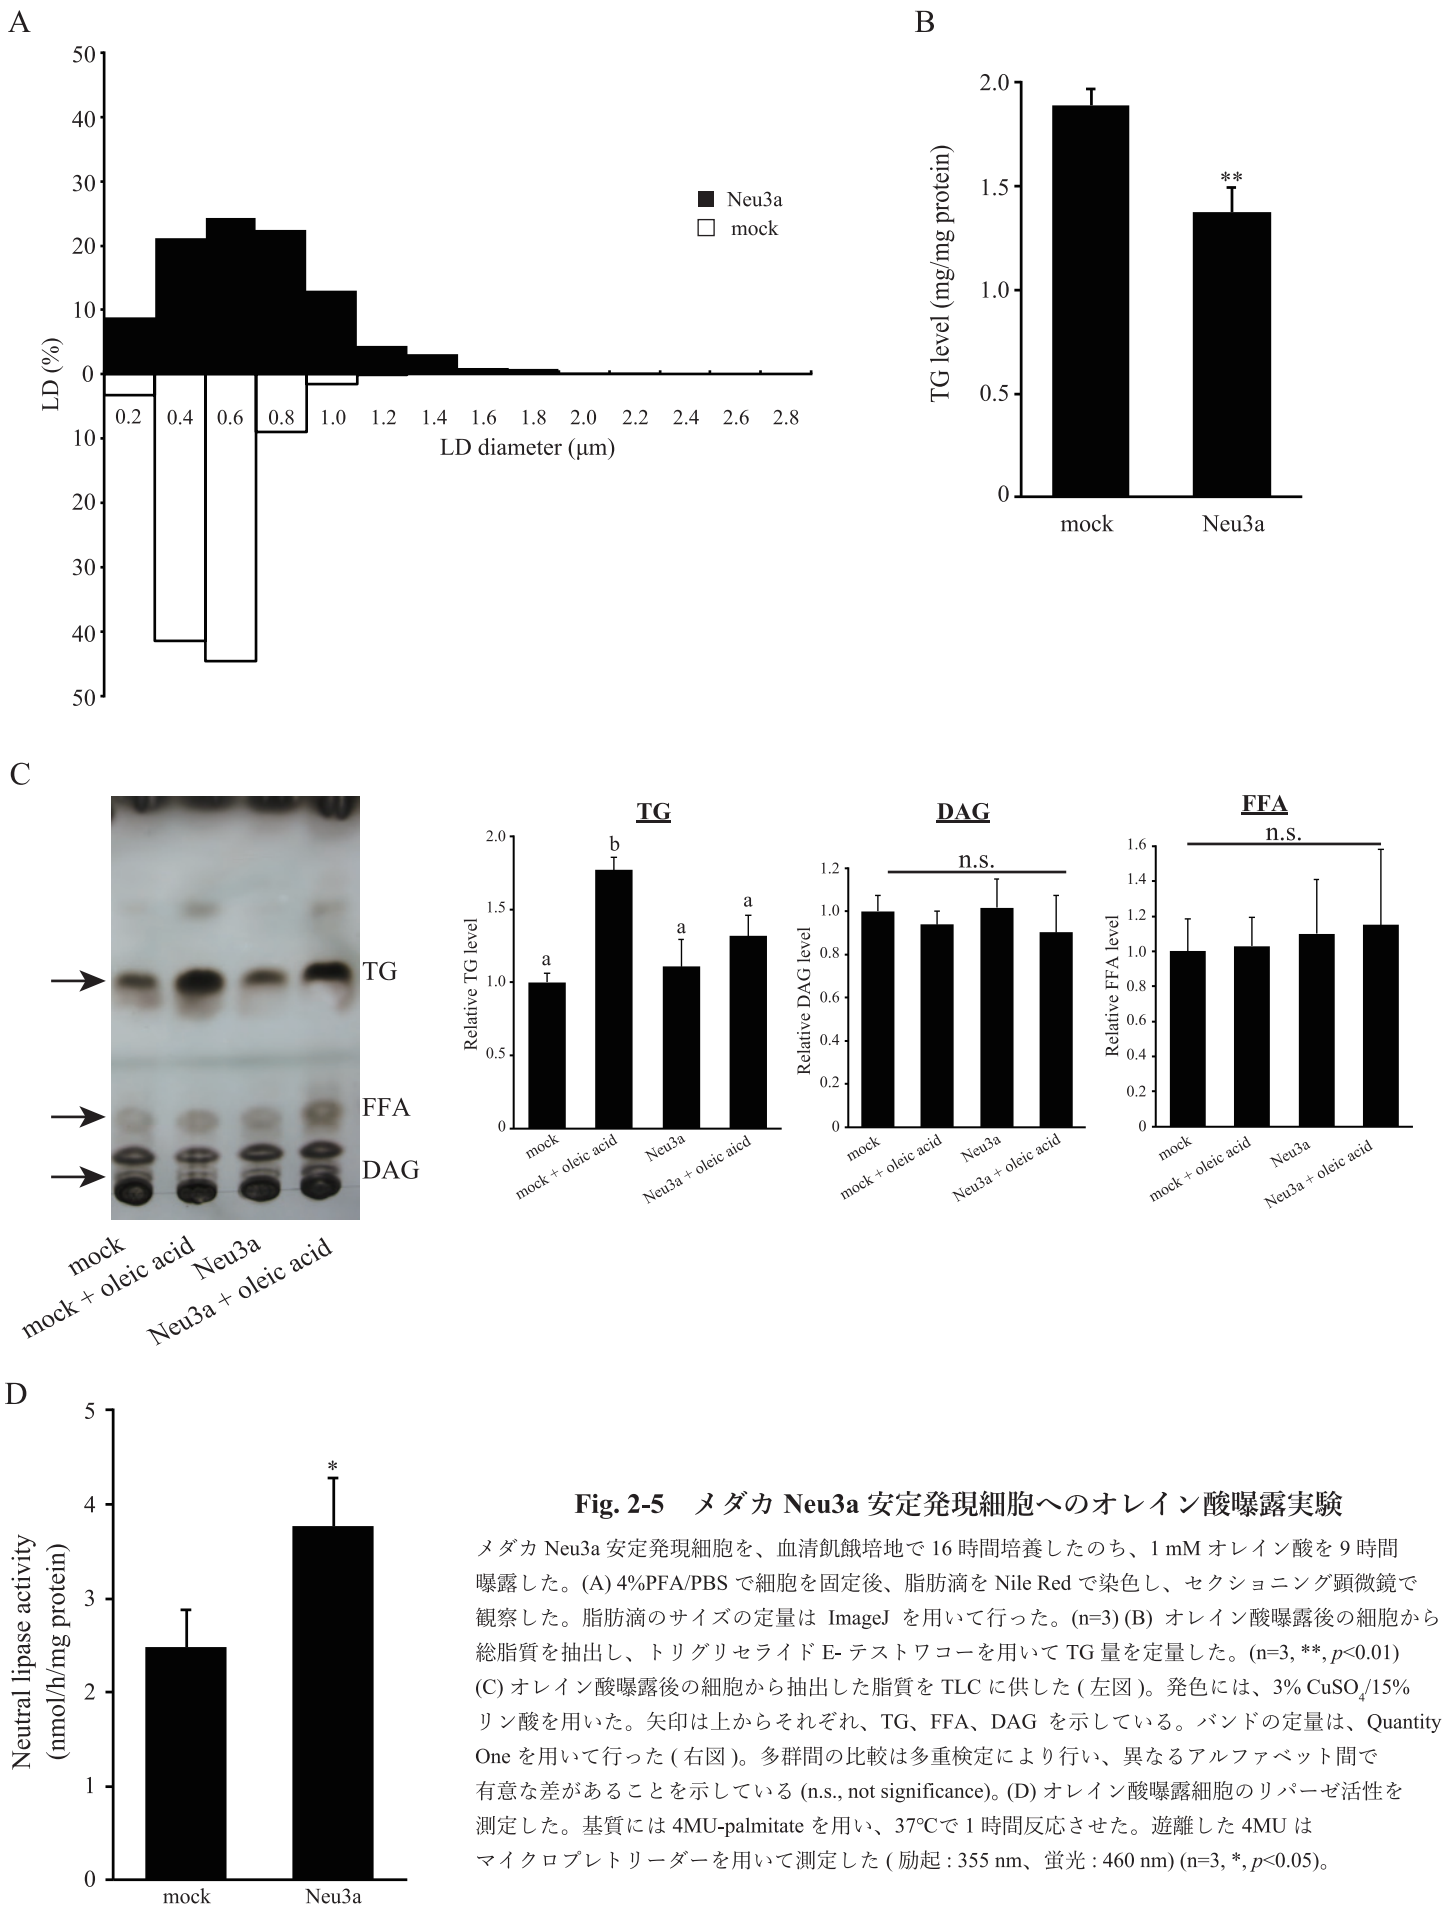 A
50
40
30
20
10
0
10
20
30
40
50
LD (%)
Neu3a
mock
0.2 0.4 0.6 0.8 1.0 1.2 1.4 1.6 1.8 2.0 2.2 2.4 2.6 2.8
LD diameter (μm)
B
2.0
1.5
1.0
0.5
0
TG level (mg/mg protein)
**
mock Neu3a
C
TG
FFA
DAG
mock
mock + oleic acid
Neu3a
Neu3a + oleic acid
TG
2.0
1.5
1.0
0.5
0
Relative TG level
a
b
a
a
mock
mock + oleic acid
Neu3a
Neu3a + oleic aicd
DAG
n.s.
1.2
1.0
0.8
0.6
0.4
0.2
0
Relative DAG level
mock
mock + oleic acid
Neu3a
Neu3a + oleic acid
FFA
n.s.
1.6
1.4
1.2
1.0
0.8
0.6
0.4
0.2
0
Relative FFA level
mock
mock + oleic acid
Neu3a
Neu3a + oleic acid
D
5
4
3
2
1
0
Neutral lipase activity
(nmol/h/mg protein)
*
mock Neu3a
Fig. 2-5 メダカ Neu3a 安定発現細胞へのオレイン酸曝露実験
メダカ Neu3a 安定発現細胞を、血清飢餓培地で 16 時間培養したのち、1 mM オレイン酸を 9 時間
曝露した。(A) 4%PFA/PBS で細胞を固定後、脂肪滴を Nile Red で染色し、セクショニング顕微鏡で
観察した。脂肪滴のサイズの定量は ImageJ を用いて行った。(n=3) (B) オレイン酸曝露後の細胞から
総脂質を抽出し、トリグリセライド E- テストワコーを用いて TG 量を定量した。(n=3, **, p<0.01)
(C) オレイン酸曝露後の細胞から抽出した脂質を TLC に供した ( 左図 )。発色には、3% CuSO4/15%
リン酸を用いた。矢印は上からそれぞれ、TG、FFA、DAG を示している。バンドの定量は、Quantity
One を用いて行った ( 右図 )。多群間の比較は多重検定により行い、異なるアルファベット間で
有意な差があることを示している (n.s., not significance)。(D) オレイン酸曝露細胞のリパーゼ活性を
測定した。基質には 4MU-palmitate を用い、37℃で 1 時間反応させた。遊離した 4MU は
マイクロプレトリーダーを用いて測定した ( 励起 : 355 nm、蛍光 : 460 nm) (n=3, *, p<0.05)。